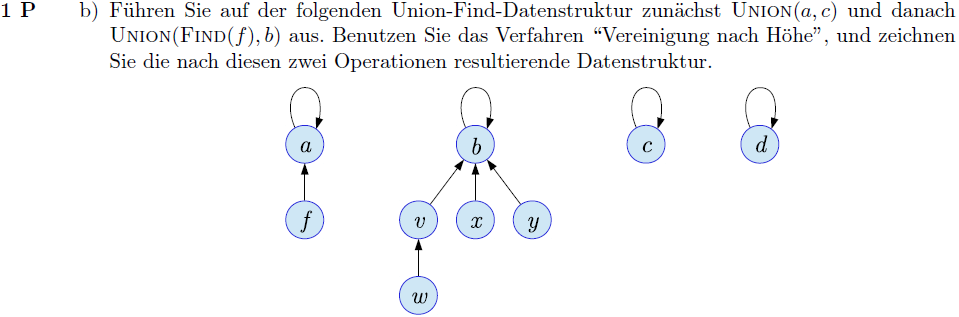 1 P b) Führen Sie auf der folgenden Union-Find-Datenstruktur zunächst UNION(a, c) und danach
UNION(FIND(f), b) aus. Benutzen Sie das Verfahren “Vereinigung nach Höhe”, und zeichnen
Sie die nach diesen zwei Operationen resultierende Datenstruktur.
a b c d
f v x y
w